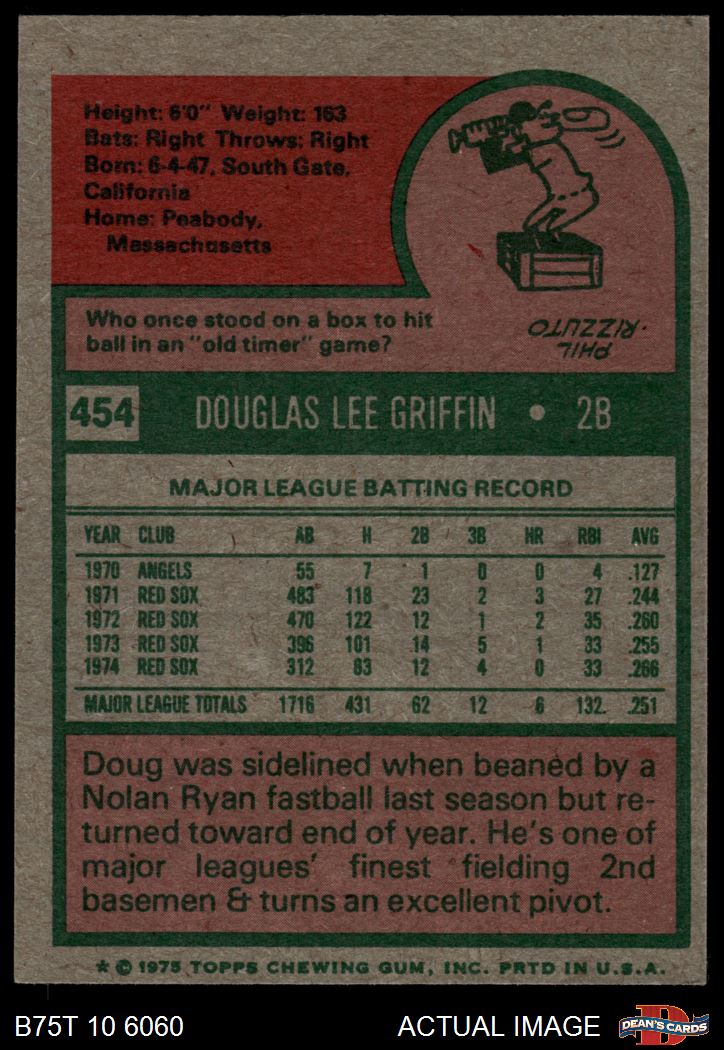 Height: 6'0" Weight: 163
Bats: Right Throws: Right
Born: 6-4-47, South Gate,
California
Home: Peabody,
Massachusetts
Who once stood on a box to hit
ball in an "old timer" game?
PHIL
RIZZUTO
454 DOUGLAS LEE GRIFFIN • 2B
MAJOR LEAGUE BATTING RECORD
YEAR CLUB AB H 2B 3B HR RBI AVG
1970 ANGELS 55 7 1 0 0 4 .127
1971 RED SOX 483 118 23 2 3 27 .244
1972 RED SOX 470 122 12 1 2 35 .260
1973 RED SOX 396 101 14 5 1 33 .255
1974 RED SOX 312 83 12 4 0 33 .266
MAJOR LEAGUE TOTALS 1716 431 62 12 6 132 .251
Doug was sidelined when beaned by a
Nolan Ryan fastball last season but re-
turned toward end of year. He's one of
major leagues' finest fielding 2nd
basemen & turns an excellent pivot.
* © 1975 TOPPS CHEWING GUM, INC. PRTD IN U.S.A.
B75T 10 6060 ACTUAL IMAGE
D
DEAN'S CARDS